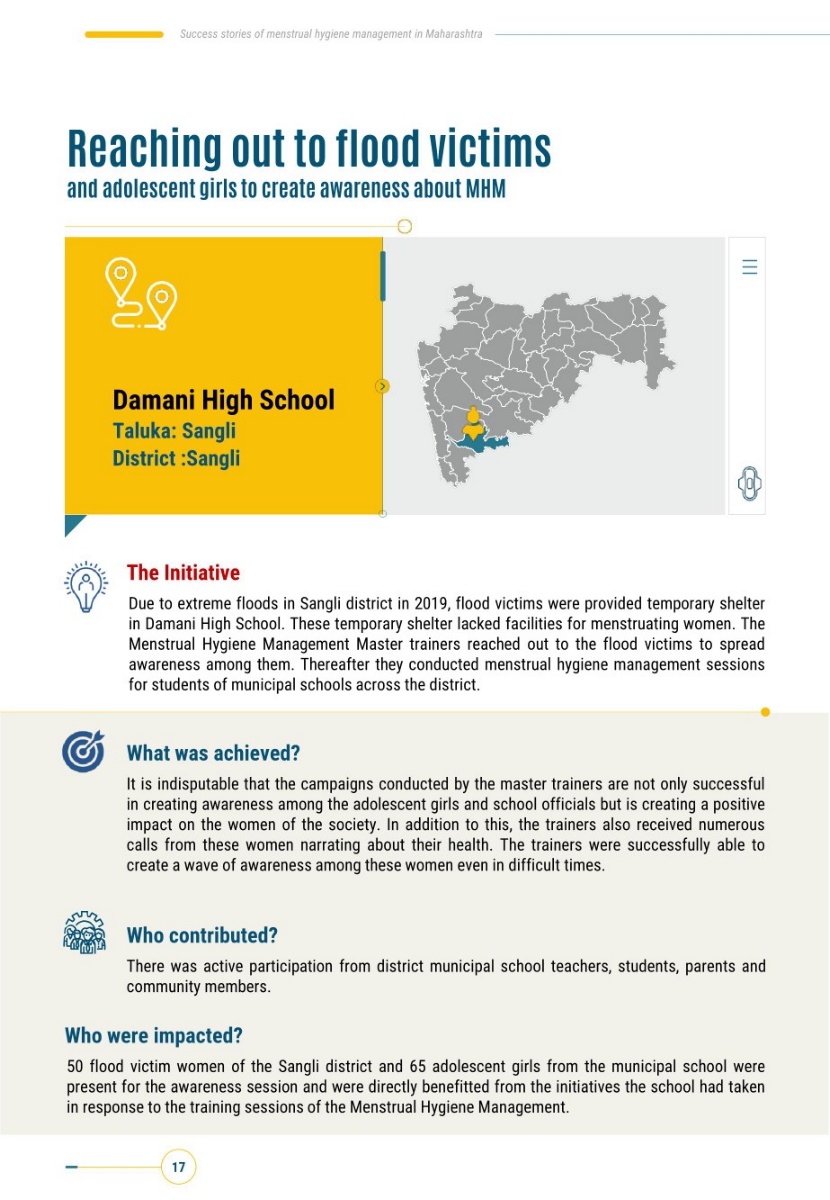 Success stories of menstrual hygiene management in Maharashtra
Reaching out to flood victims
and adolescent girls to create awareness about MHM
Damani High School
Taluka: Sangli
District :Sangli
The Initiative
Due to extreme floods in Sangli district in 2019, flood victims were provided temporary shelter
in Damani High School. These temporary shelter lacked facilities for menstruating women. The
Menstrual Hygiene Management Master trainers reached out to the flood victims to spread
awareness among them. Thereafter they conducted menstrual hygiene management sessions
for students of municipal schools across the district.
What was achieved?
It is indisputable that the campaigns conducted by the master trainers are not only successful
in creating awareness among the adolescent girls and school officials but is creating a positive
impact on the women of the society. In addition to this, the trainers also received numerous
calls from these women narrating about their health. The trainers were successfully able to
create a wave of awareness among these women even in difficult times.
Who contributed?
There was active participation from district municipal school teachers, students, parents and
community members.
Who were impacted?
50 flood victim women of the Sangli district and 65 adolescent girls from the municipal school were
present for the awareness session and were directly benefitted from the initiatives the school had taken
in response to the training sessions of the Menstrual Hygiene Management.
17